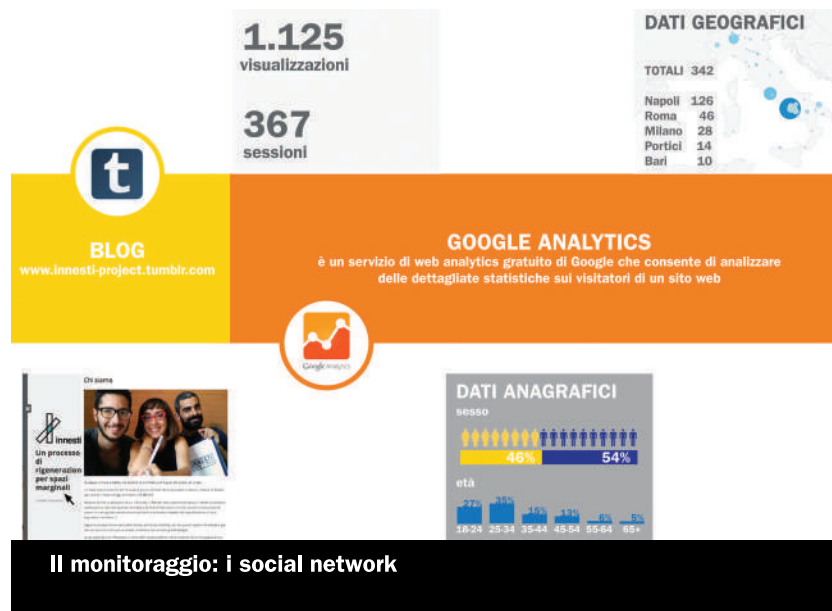 1.125
visualizzazioni
367
sessioni
DATI GEOGRAFICI
TOTALI 342
Napoli 126
Roma 46
Milano 28
Portici 14
Bari 10
t
BLOG
www.innesti-project.tumblr.com
GOOGLE ANALYTICS
è un servizio di web analytics gratuito di Google che consente di analizzare
delle dettagliate statistiche sui visitatori di un sito web
Google Analytics
Chi siamo
innesti
Un processo
di
rigenerazion
per spazi
marginali
DATI ANAGRAFICI
sesso
46% 54%
età
27% 35% 15% 13% 6% 5%
18-24 25-34 35-44 45-54 55-64 65+
Il monitoraggio: i social network